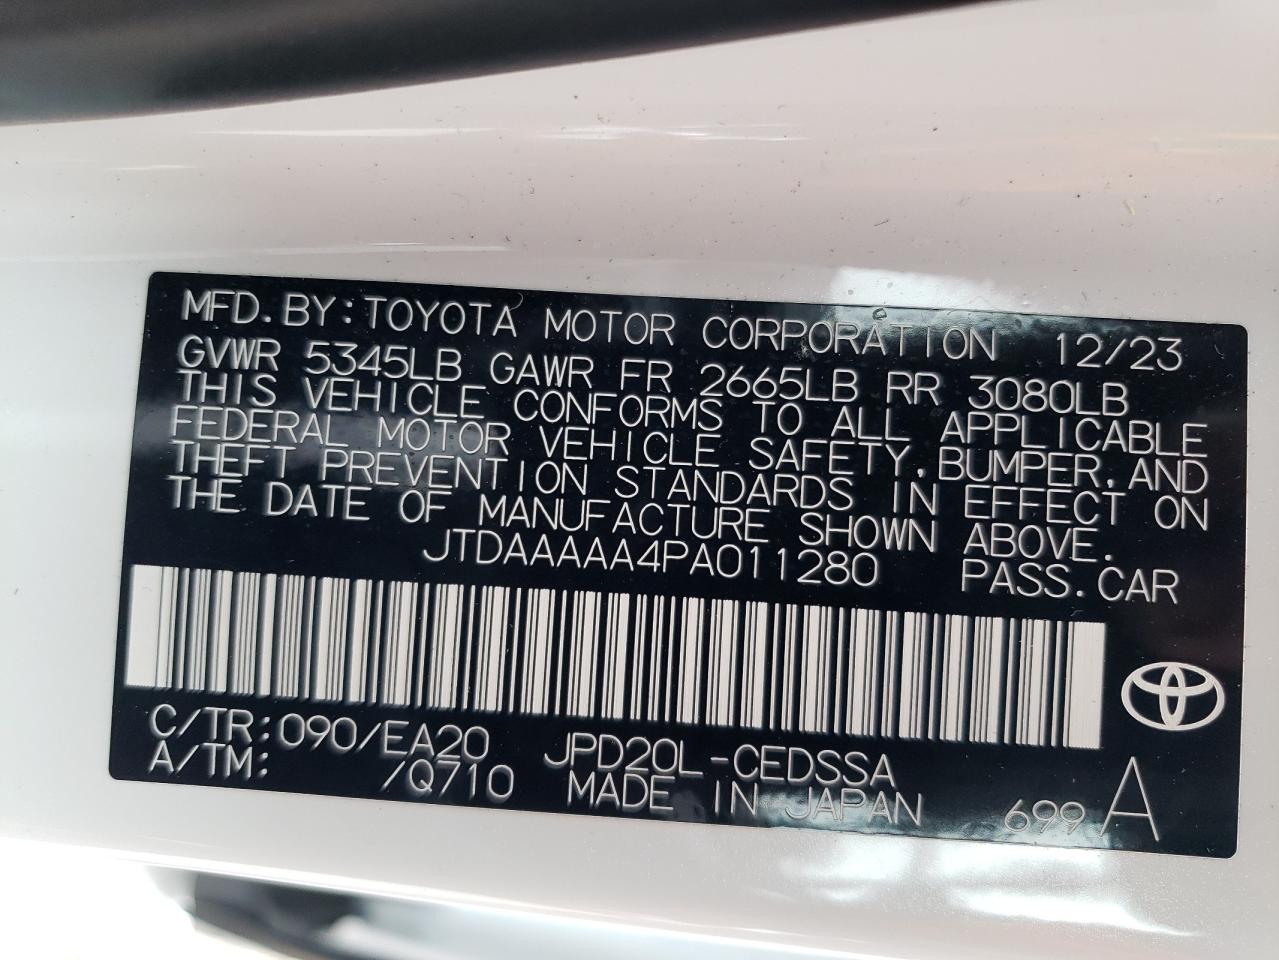 MFD.BY:TOYOTA MOTOR CORPORATION 12/23
GVWR 5345LB GAWR FR 2665LB RR 3080LB
THIS VEHICLE CONFORMS TO ALL APPLICABLE
FEDERAL MOTOR VEHICLE SAFETY,BUMPER,AND
THEFT PREVENTION STANDARDS IN EFFECT ON
THE DATE OF MANUFACTURE SHOWN ABOVE.
JTDAAAAA4PA011280 PASS.CAR
C/TR:090/EA20 JPD20L-CEDSSA
A/TM: /Q710 MADE IN JAPAN 699 A